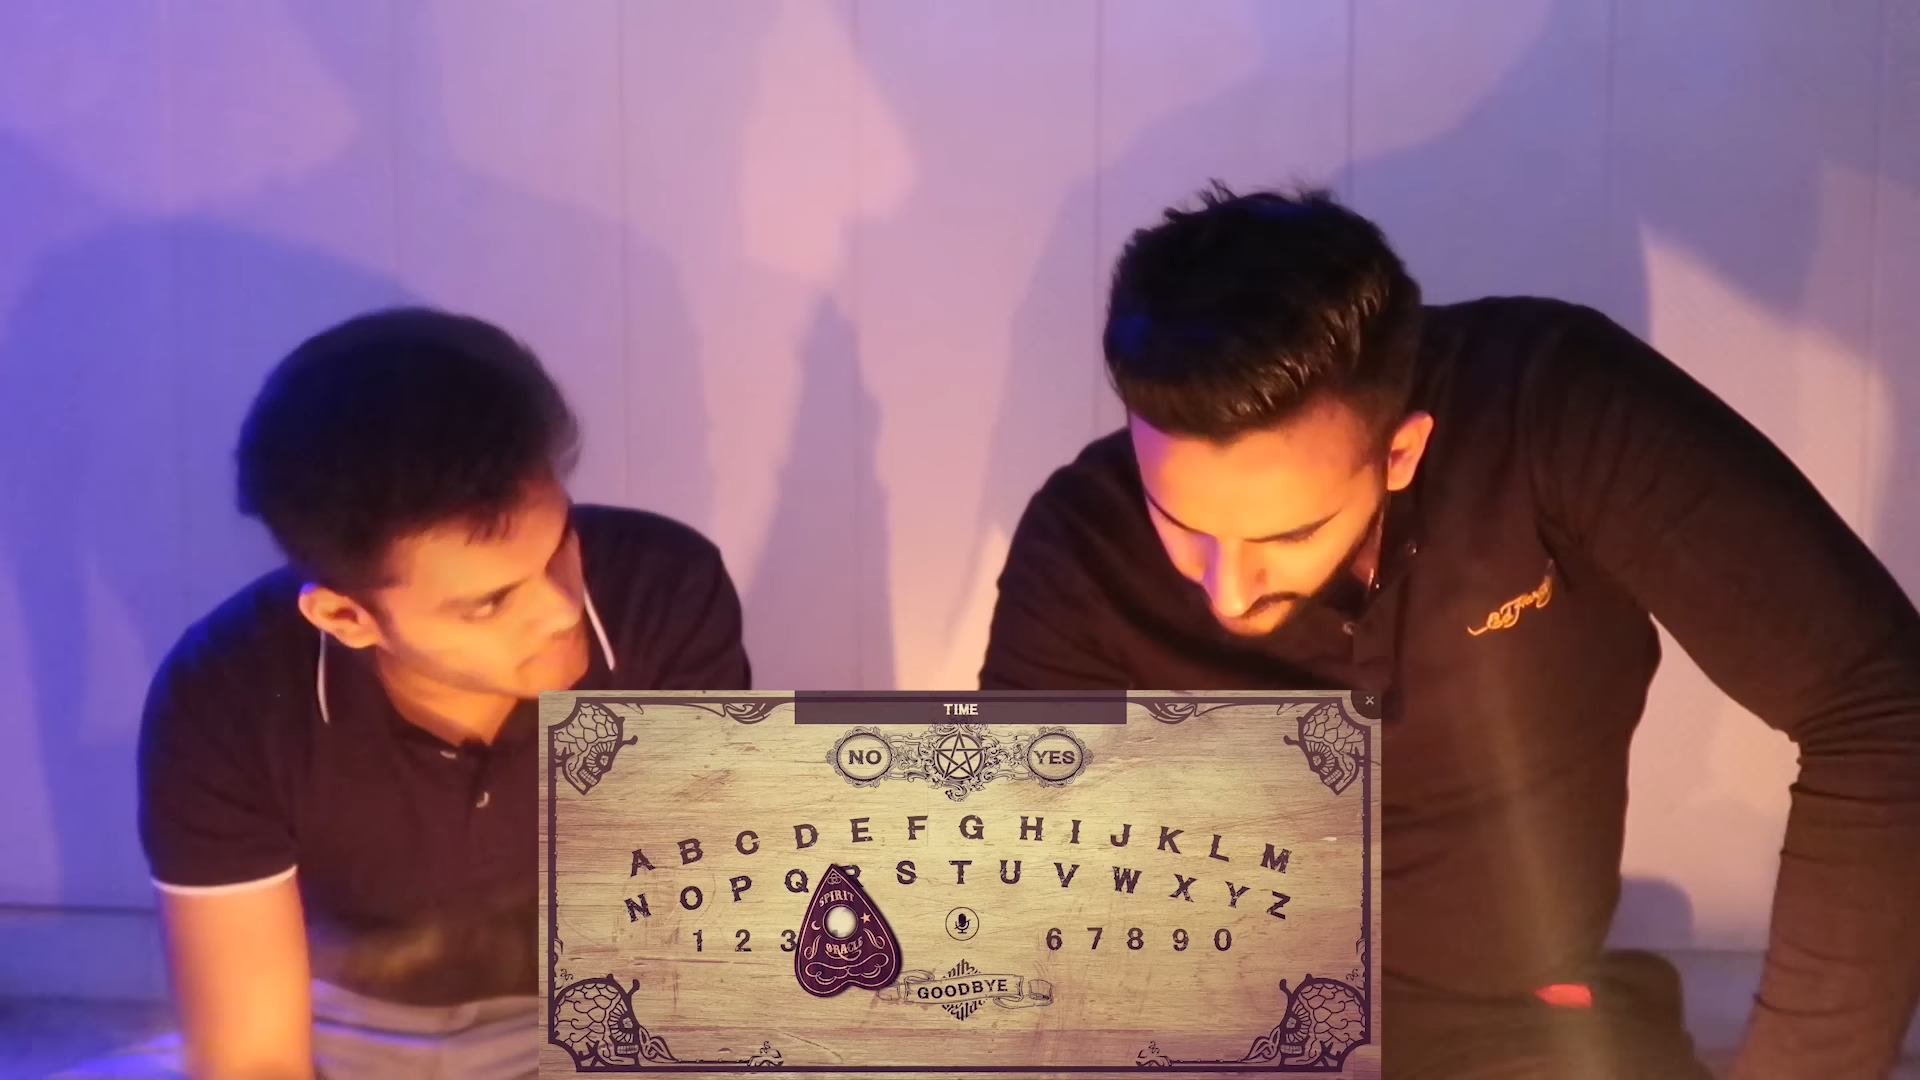 TIME
×
NO YES
A B C D E F G H I J K L M
N O P Q R S T U V W X Y Z
SPIRIT
ORACLE
1 2 3 6 7 8 9 0
GOODBYE